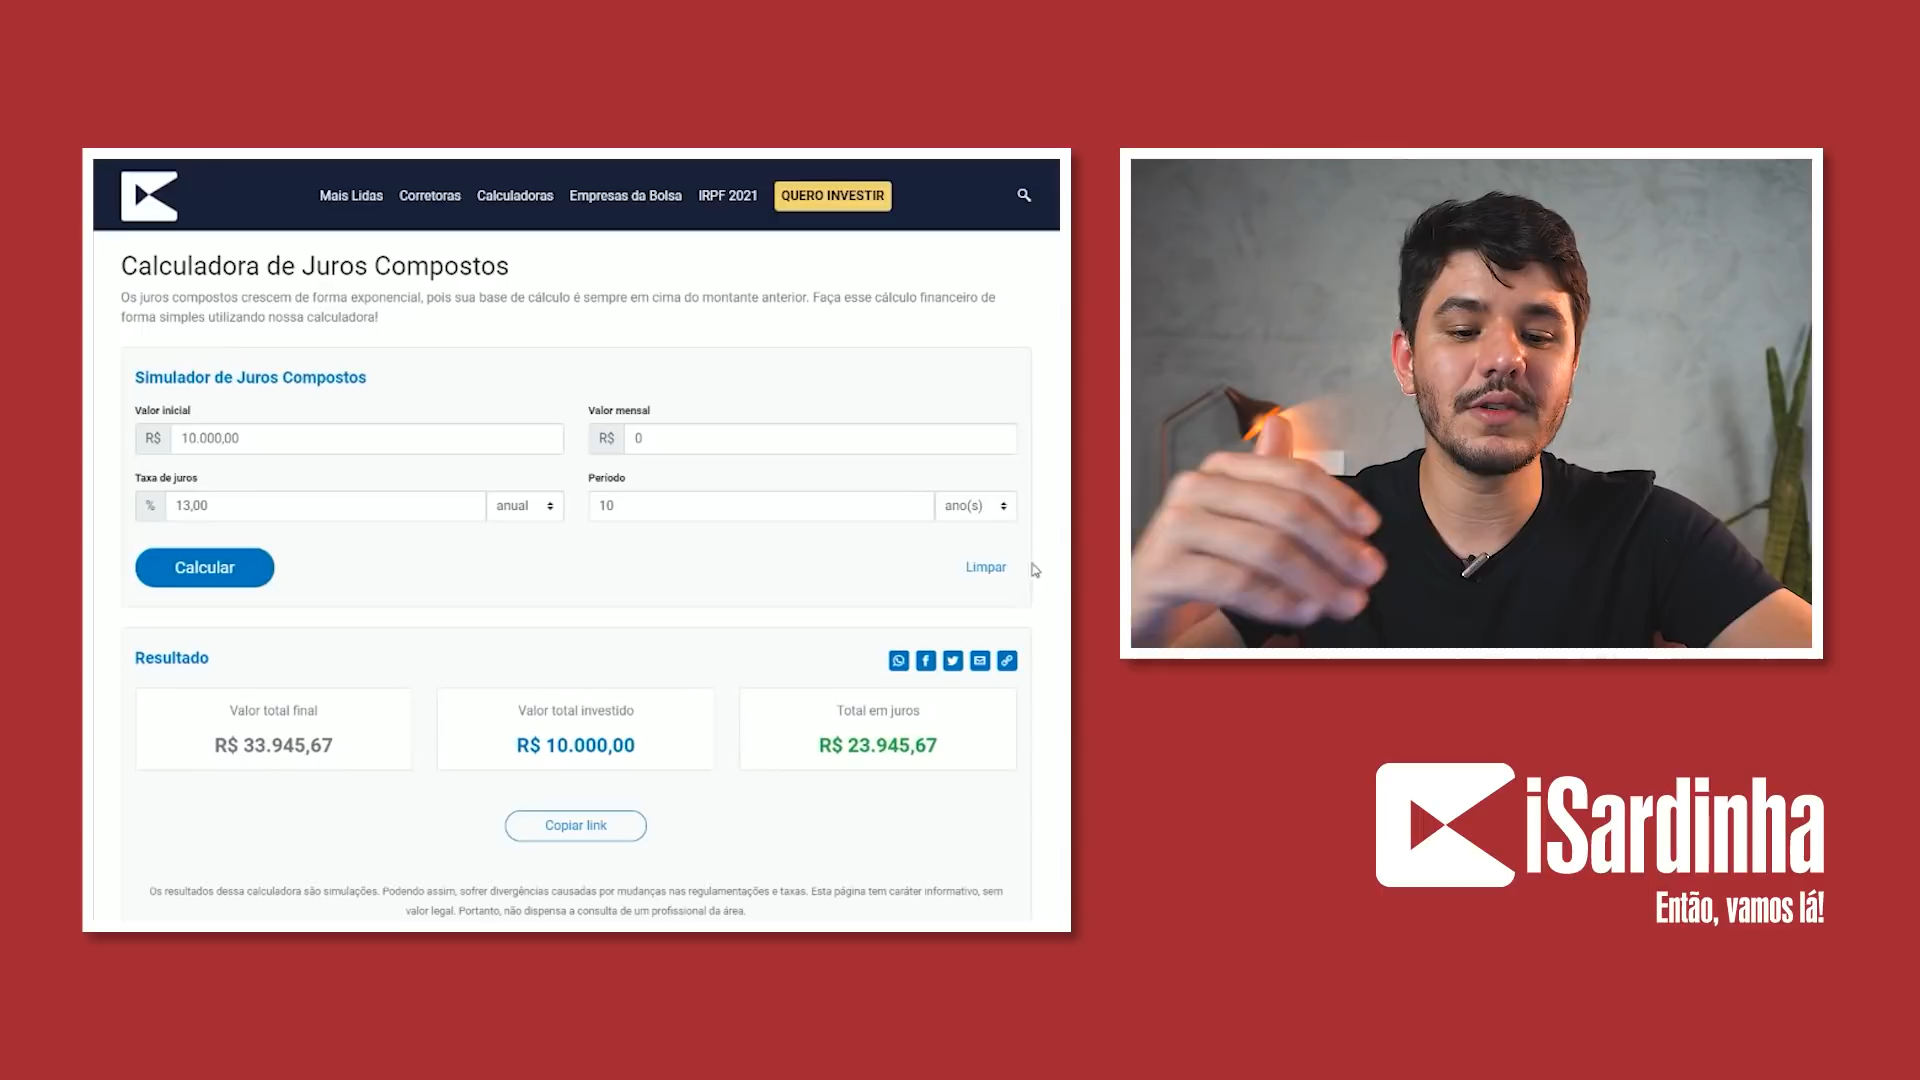 Mais Lidas Corretoras Calculadoras Empresas da Bolsa IRPF 2021 QUERO INVESTIR
Calculadora de Juros Compostos
Os juros compostos crescem de forma exponencial, pois sua base de cálculo é sempre em cima do montante anterior. Faça esse cálculo financeiro de
forma simples utilizando nossa calculadora!
Simulador de Juros Compostos
Valor inicial Valor mensal
R$ 10.000,00 R$ 0
Taxa de juros Período
% 13,00 anual 10 ano(s)
Calcular Limpar
Resultado
Valor total final Valor total investido Total em juros
R$ 33.945,67 R$ 10.000,00 R$ 23.945,67
Copiar link
Os resultados dessa calculadora são simulações. Podendo assim, sofrer divergências causadas por mudanças nas regulamentações e taxas. Esta página tem caráter informativo, sem
valor legal. Portanto, não dispensa a consulta de um profissional da área.
iSardinha
Então, vamos lá!